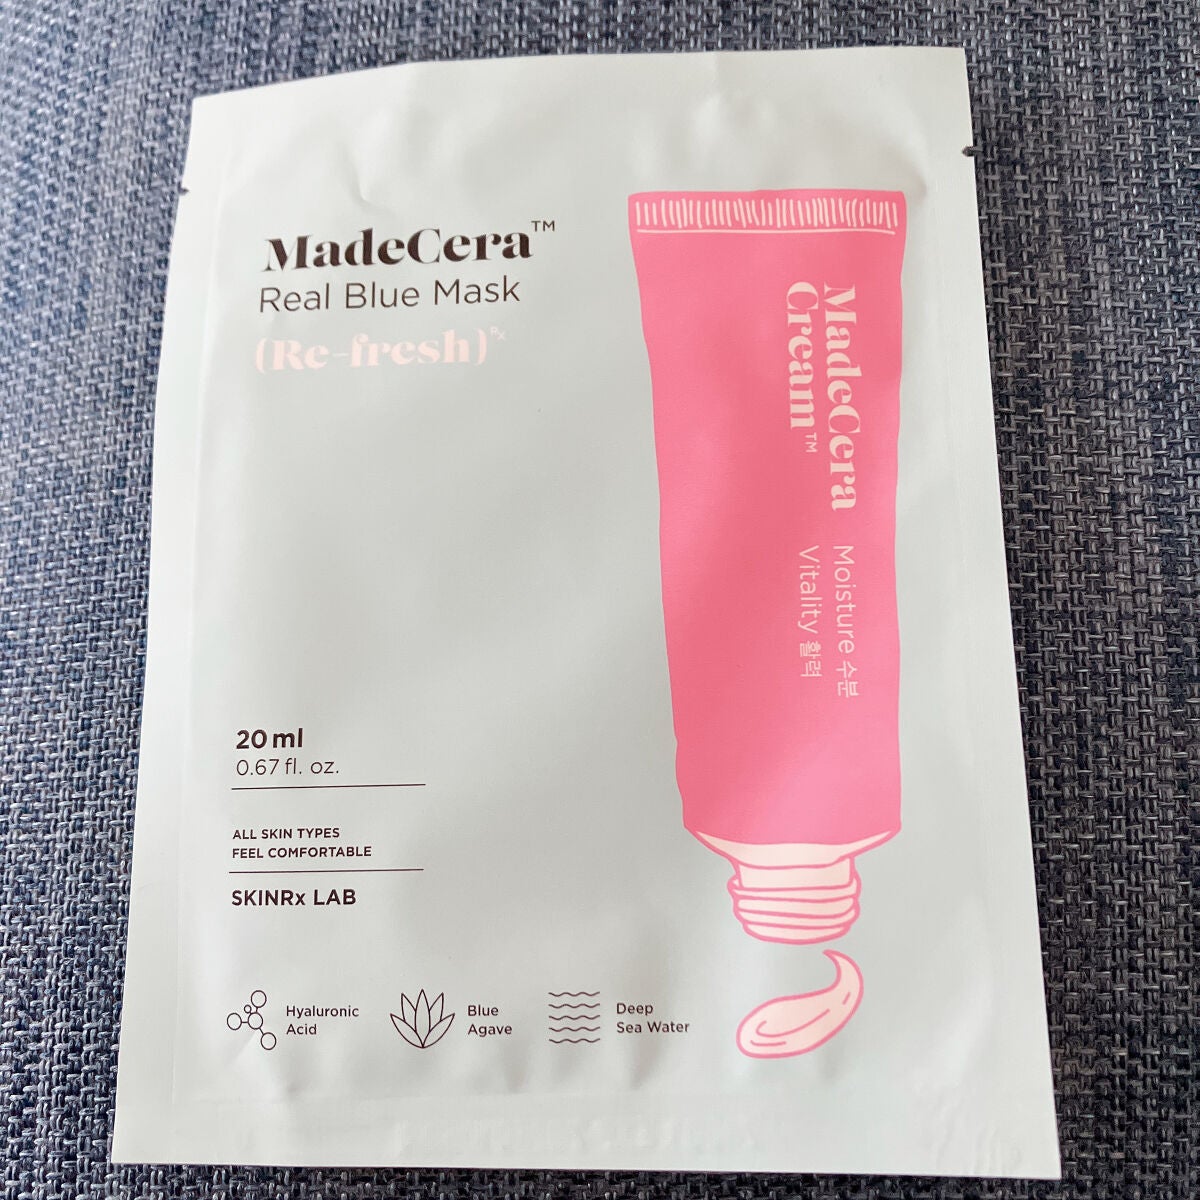 MadeCera™
Real Blue Mask
(Re-fresh)Rx
MadeCera
Cream™
Moisture 수분
Vitality 활력
20 ml
0.67 fl. oz.
ALL SKIN TYPES
FEEL COMFORTABLE
SKINRx LAB
Hyaluronic
Acid
Blue
Agave
Deep
Sea Water